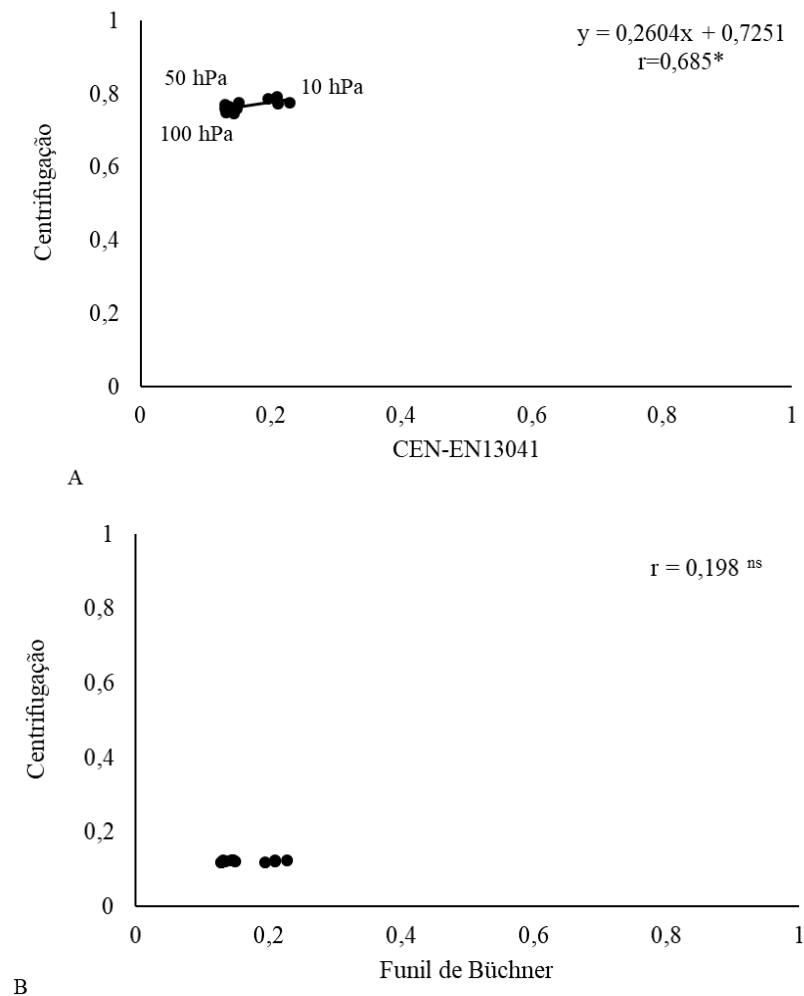 y = 0,2604x + 0,7251
r=0,685*
1
0,8
0,6
0,4
0,2
0
50 hPa
10 hPa
100 hPa
Centrifugação
0
0,2
0,4
0,6
0,8
1
CEN-EN13041
A
r = 0,198 ns
1
0,8
0,6
0,4
0,2
0
Centrifugação
0
0,2
0,4
0,6
0,8
1
Funil de Büchner
B